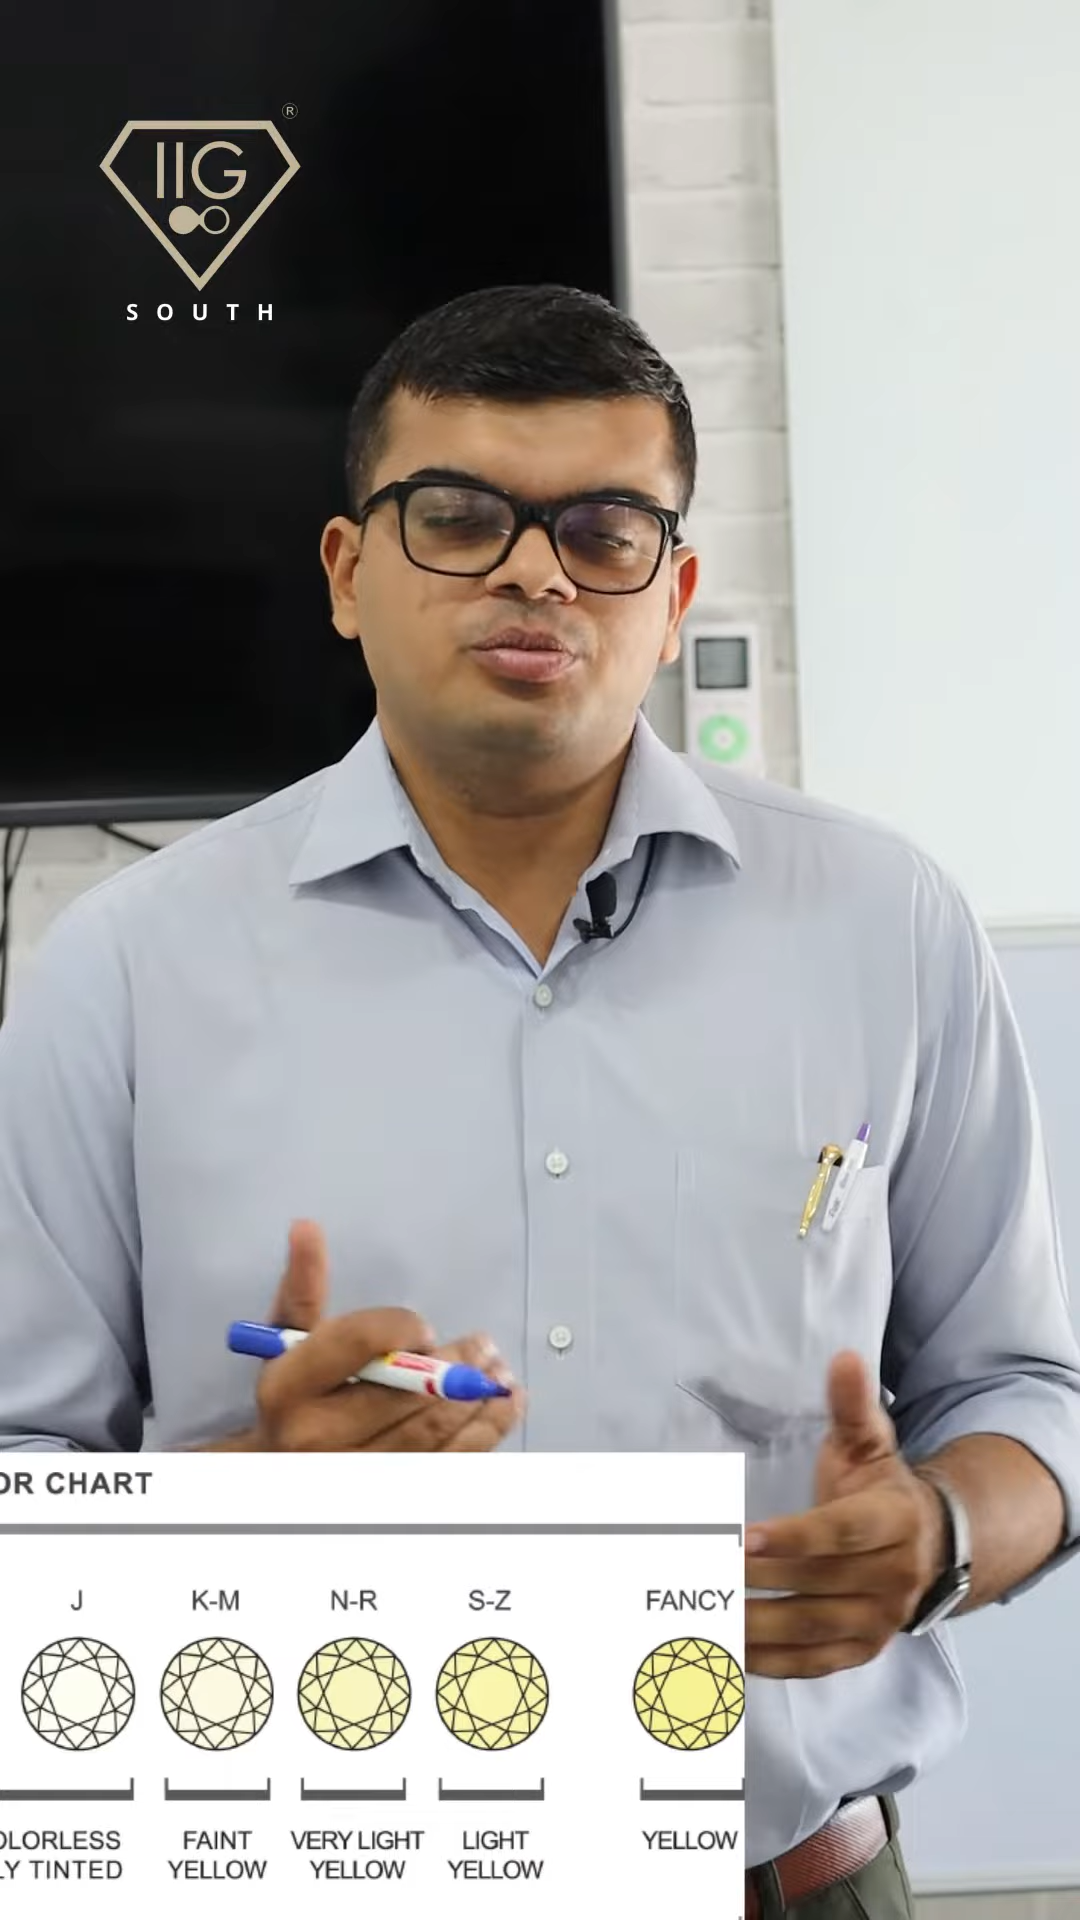 ®
IIG
SOUTH
OR CHART
J K-M N-R S-Z FANCY
OLORLESS FAINT VERY LIGHT LIGHT YELLOW
LY TINTED YELLOW YELLOW YELLOW